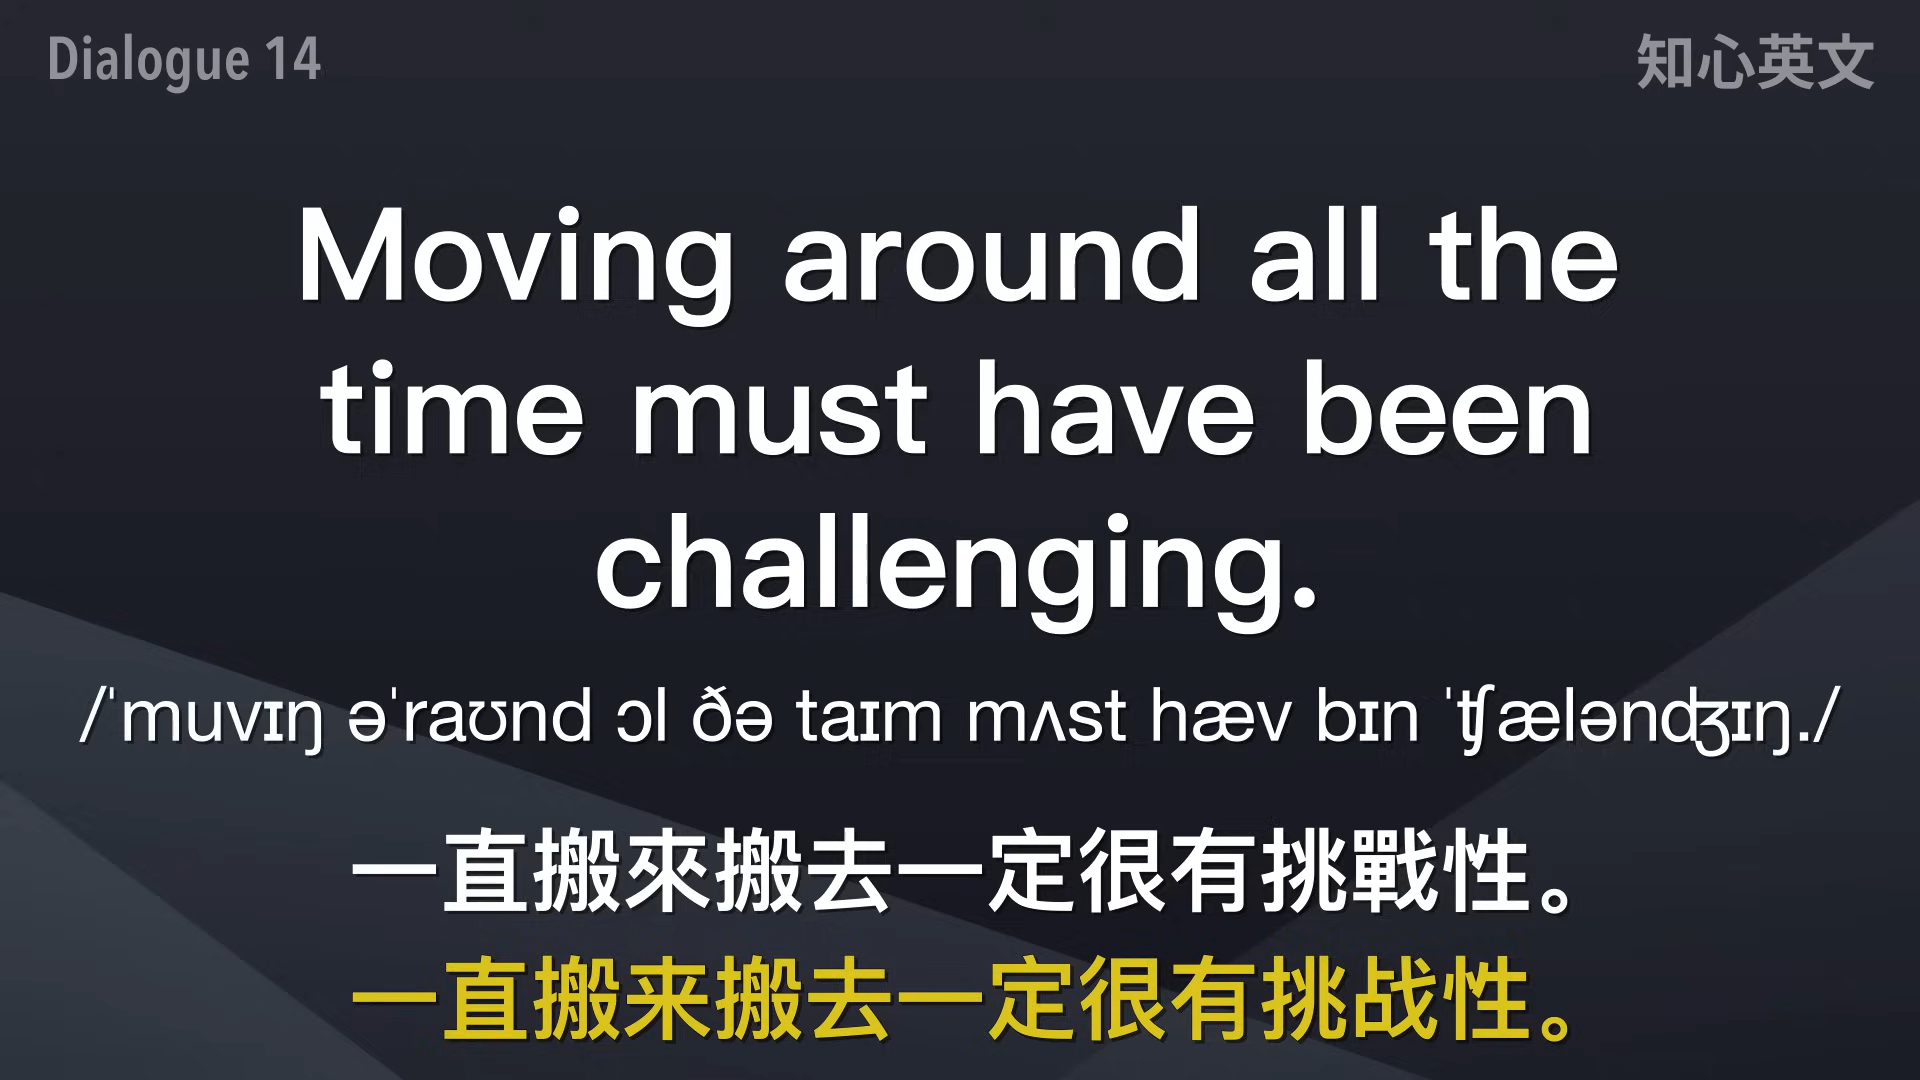 Dialogue 14
知心英文
Moving around all the
time must have been
challenging.
/ˈmuvɪŋ əˈraʊnd ɔl ðə taɪm mʌst hæv bɪn ˈʧælənʤɪŋ./
一直搬來搬去一定很有挑戰性。
一直搬来搬去一定很有挑战性。